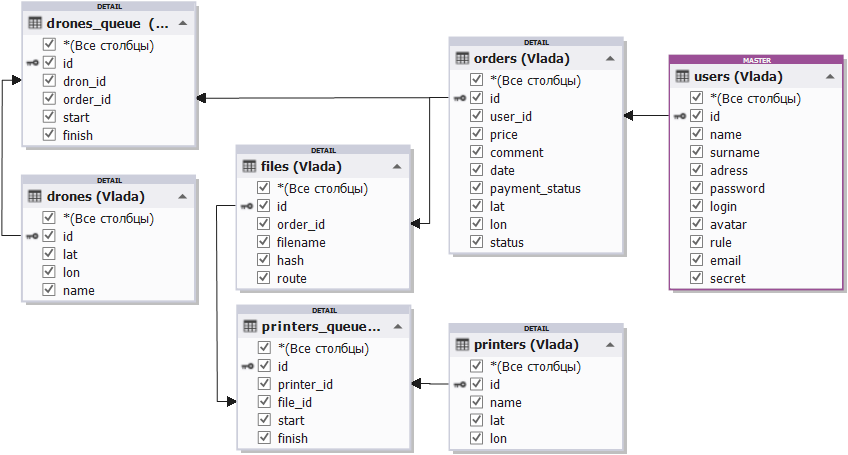 DETAIL
drones_queue (...
*(Все столбцы)
id
dron_id
order_id
start
finish
DETAIL
drones (Vlada)
*(Все столбцы)
id
lat
lon
name
DETAIL
files (Vlada)
*(Все столбцы)
id
order_id
filename
hash
route
DETAIL
printers_queue...
*(Все столбцы)
id
printer_id
file_id
start
finish
DETAIL
orders (Vlada)
*(Все столбцы)
id
user_id
price
comment
date
payment_status
lat
lon
status
DETAIL
printers (Vlada)
*(Все столбцы)
id
name
lat
lon
MASTER
users (Vlada)
*(Все столбцы)
id
name
surname
adress
password
login
avatar
rule
email
secret